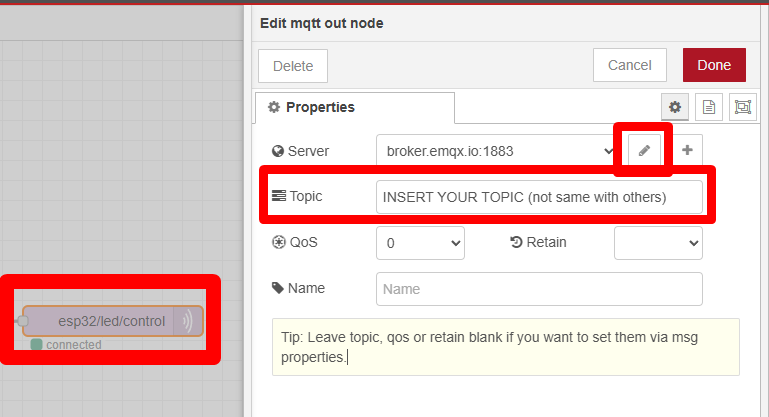 Edit mqtt out node
Delete
Cancel
Done
Properties
Server
broker.emqx.io:1883
Topic
INSERT YOUR TOPIC (not same with others)
QoS
0
Retain
Name
Name
Tip: Leave topic, qos or retain blank if you want to set them via msg
properties.
esp32/led/control
connected